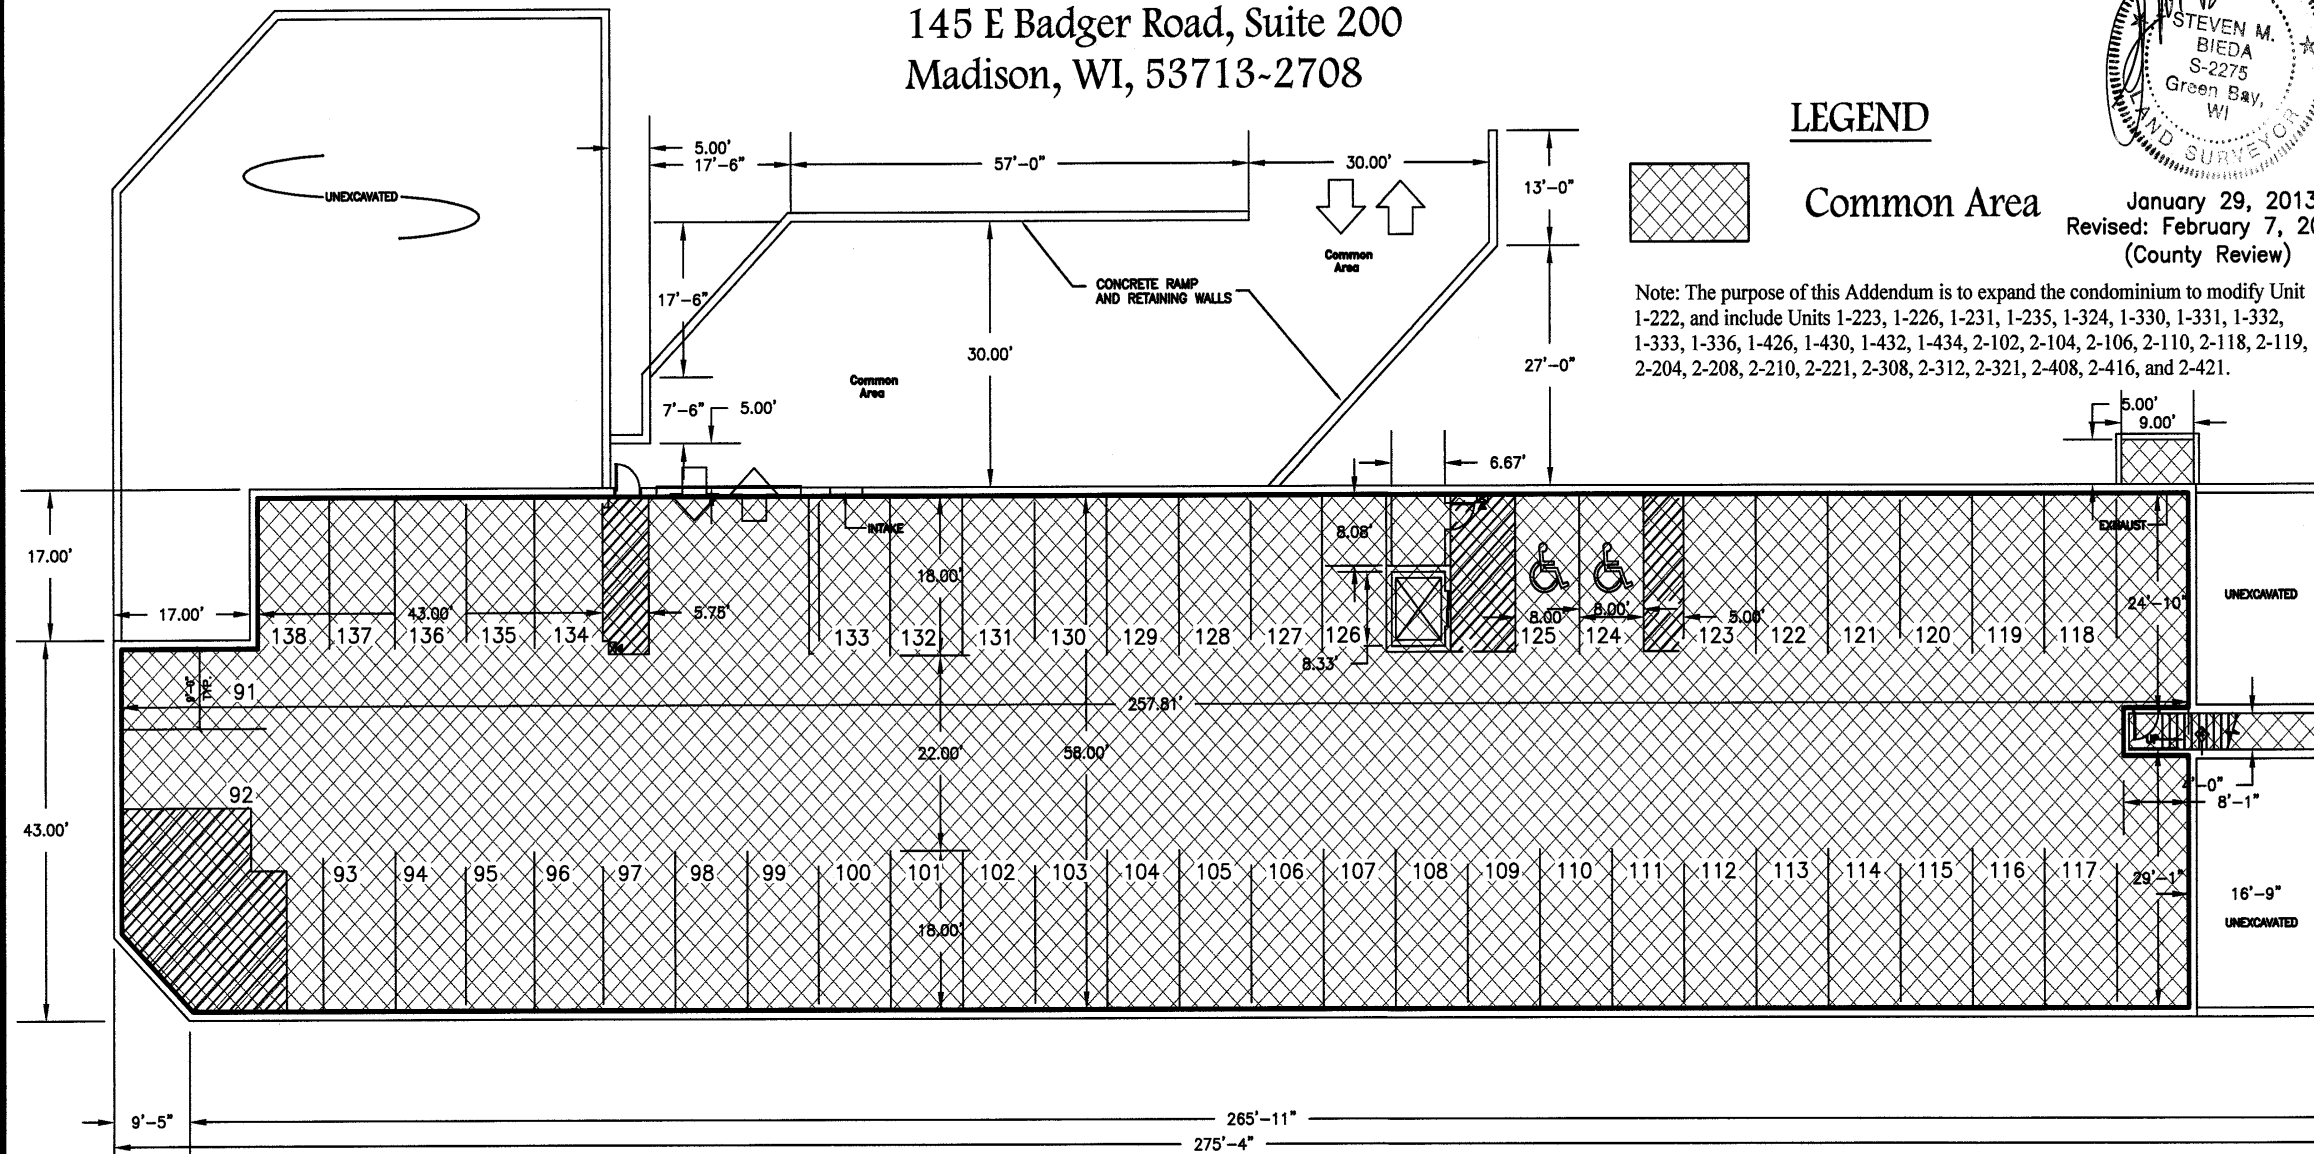 145 E Badger Road, Suite 200
Madison, WI, 53713-2708
STEVEN M.
BIEDA
S-2275
Green Bay,
WI
LAND SURVEYOR
LEGEND
Common Area
January 29, 2013
Revised: February 7, 20
(County Review)
Note: The purpose of this Addendum is to expand the condominium to modify Unit
1-222, and include Units 1-223, 1-226, 1-231, 1-235, 1-324, 1-330, 1-331, 1-332,
1-333, 1-336, 1-426, 1-430, 1-432, 1-434, 2-102, 2-104, 2-106, 2-110, 2-118, 2-119,
2-204, 2-208, 2-210, 2-221, 2-308, 2-312, 2-321, 2-408, 2-416, and 2-421.
5.00'
17'-6"
57'-0"
30.00'
13'-0"
UNEXCAVATED
Common
Area
CONCRETE RAMP
AND RETAINING WALLS
17'-6"
30.00'
27'-0"
Common
Area
7'-6"
5.00'
5.00'
9.00'
6.67'
INTAKE
8.08'
EXHAUST
17.00'
18.00'
17.00'
43.00'
5.75'
8.00'
8.00'
5.00'
24'-10"
UNEXCAVATED
138 137 136 135 134 133 132 131 130 129 128 127 126 125 124 123 122 121 120 119 118
8.33'
9'-0"
TYP.
91
257.81'
UP
22.00'
58.00'
92
4'-0"
8'-1"
43.00'
93 94 95 96 97 98 99 100 101 102 103 104 105 106 107 108 109 110 111 112 113 114 115 116 117
29'-1"
16'-9"
UNEXCAVATED
18.00'
9'-5"
265'-11"
275'-4"